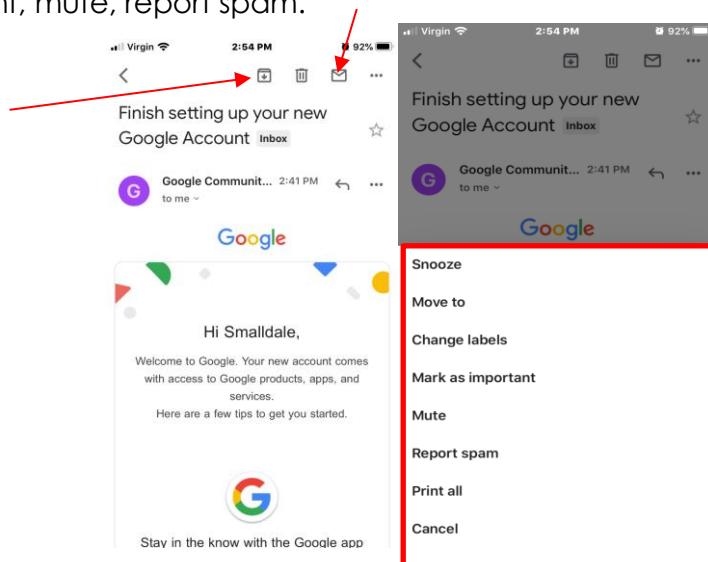 nt, mute, report spam.
Virgin 2:54 PM 92%
Finish setting up your new
Google Account Inbox
G
Google Communit... 2:41 PM
to me
Google
Hi Smalldale,
Welcome to Google. Your new account comes
with access to Google products, apps, and
services.
Here are a few tips to get you started.
G
Stay in the know with the Google app
Virgin 2:54 PM 92%
Finish setting up your new
Google Account Inbox
G
Google Communit... 2:41 PM
to me
Google
Snooze
Move to
Change labels
Mark as important
Mute
Report spam
Print all
Cancel